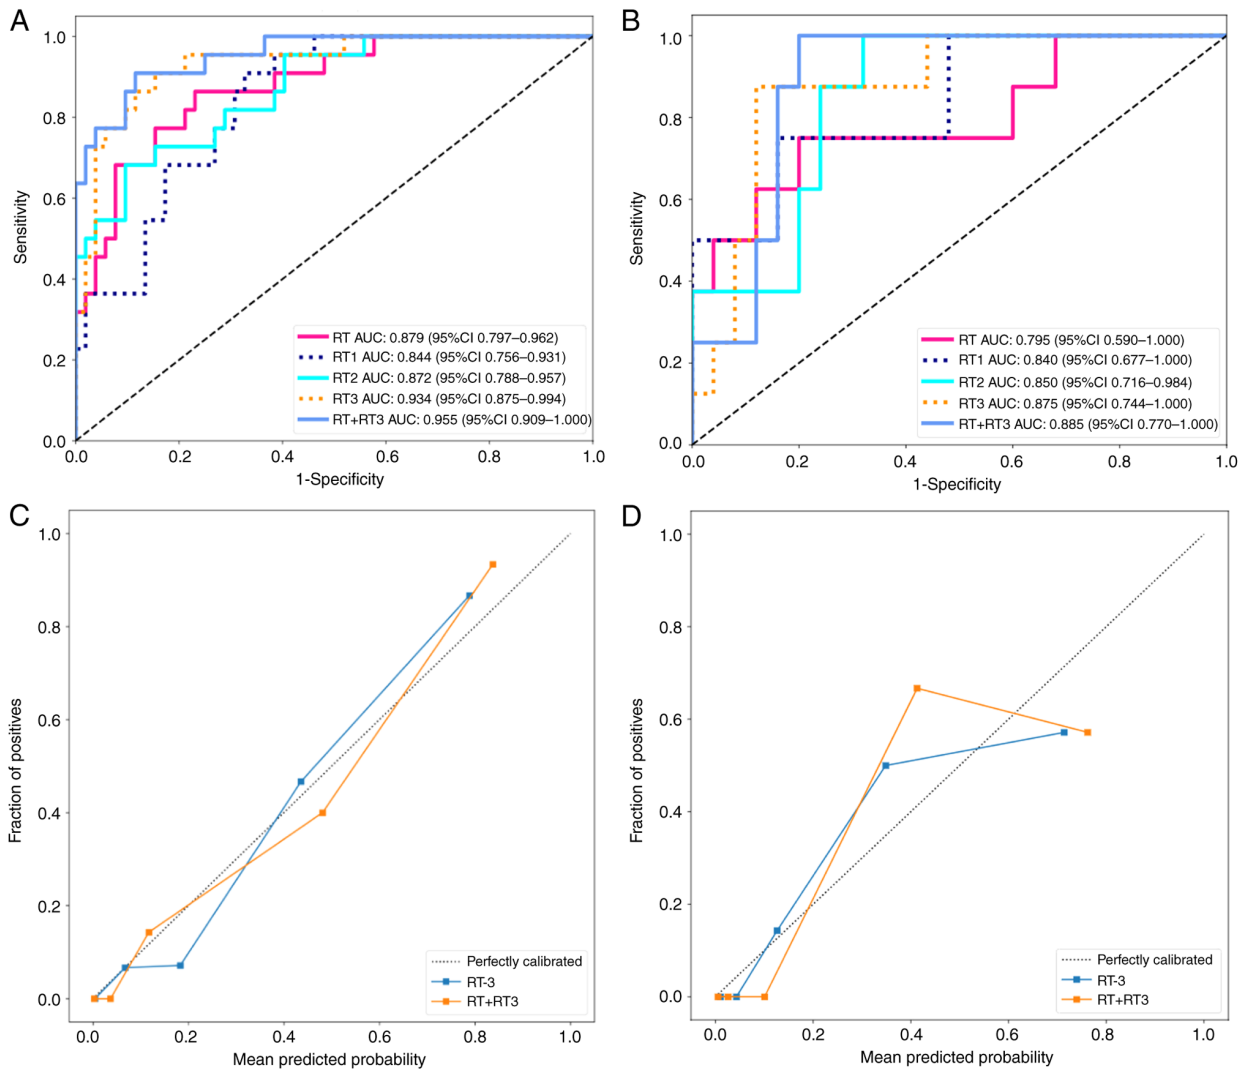 A
1.0
0.8
0.6
0.4
0.2
0.0
Sensitivity
RT AUC: 0.879 (95%CI 0.797–0.962)
RT1 AUC: 0.844 (95%CI 0.756–0.931)
RT2 AUC: 0.872 (95%CI 0.788–0.957)
RT3 AUC: 0.934 (95%CI 0.875–0.994)
RT+RT3 AUC: 0.955 (95%CI 0.909–1.000)
0.0 0.2 0.4 0.6 0.8 1.0
1-Specificity
B
1.0
0.8
0.6
0.4
0.2
0.0
Sensitivity
RT AUC: 0.795 (95%CI 0.590–1.000)
RT1 AUC: 0.840 (95%CI 0.677–1.000)
RT2 AUC: 0.850 (95%CI 0.716–0.984)
RT3 AUC: 0.875 (95%CI 0.744–1.000)
RT+RT3 AUC: 0.885 (95%CI 0.770–1.000)
0.0 0.2 0.4 0.6 0.8 1.0
1-Specificity
C
1.0
0.8
0.6
0.4
0.2
0.0
Fraction of positives
Perfectly calibrated
RT-3
RT+RT3
0.0 0.2 0.4 0.6 0.8 1.0
Mean predicted probability
D
1.0
0.8
0.6
0.4
0.2
0.0
Fraction of positives
Perfectly calibrated
RT-3
RT+RT3
0.0 0.2 0.4 0.6 0.8 1.0
Mean predicted probability